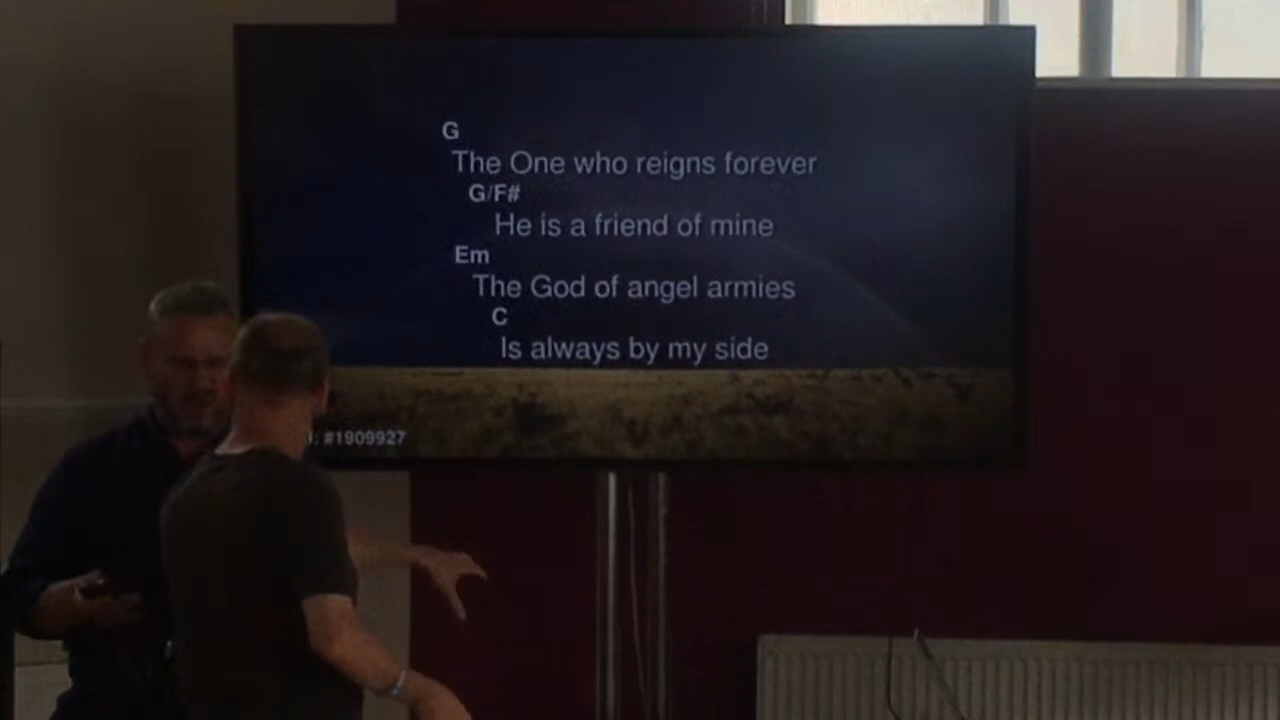 G
The One who reigns forever
G/F#
He is a friend of mine
Em
The God of angel armies
C
Is always by my side
#1909927